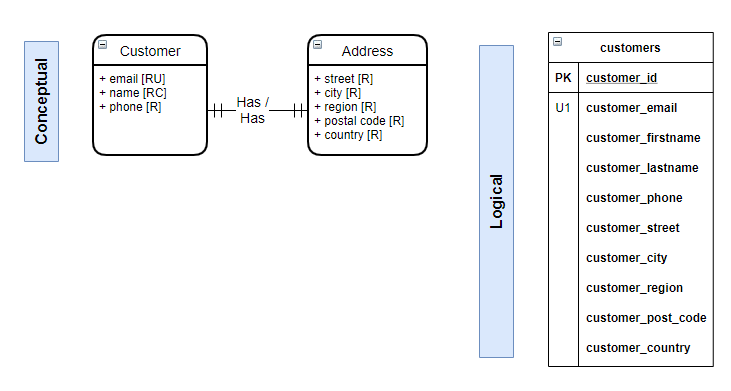 Conceptual
Customer
+ email [RU]
+ name [RC]
+ phone [R]
Has /
Has
Address
+ street [R]
+ city [R]
+ region [R]
+ postal code [R]
+ country [R]
Logical
customers
PK customer_id
U1 customer_email
customer_firstname
customer_lastname
customer_phone
customer_street
customer_city
customer_region
customer_post_code
customer_country